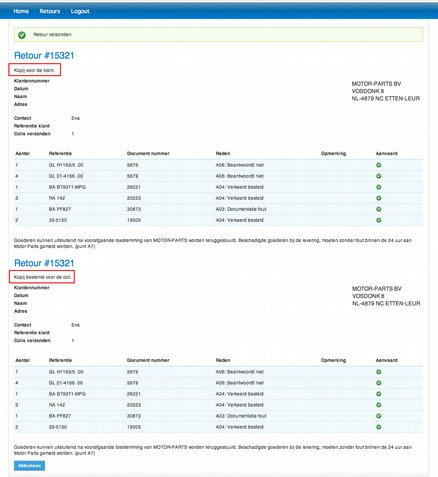 Home Retours Logout
Retour verzonden
Retour #15321
Kopij voor de klant
Klantennummer
Datum
Naam
Adres
MOTOR-PARTS BV
VOSDONK 8
NL-4879 NC ETTEN-LEUR
Contact Eva
Referentie klant
Colis verzonden 1
Aantal Referentie Document nummer Reden Opmerking Aanvaard
1 GL H1163/5 .00 5679 A06: Beantwoordt niet
4 GL 01-4166 .00 5679 A06: Beantwoordt niet
1 BA BT9371-MPG 26221 A04: Verkeerd besteld
3 RA 142 20223 A04: Verkeerd besteld
1 BA PF827 30873 A03: Documentatie fout
2 35-5150 19505 A04: Verkeerd besteld
Goederen kunnen uitsluitend na voorafgaande toestemming van MOTOR-PARTS worden teruggestuurd. Beschadigde goederen bij de levering, moeten zonder fout binnen de 24 uur aan
Motor Parts gemeld worden. (punt A7)
Retour #15321
Kopij bestemd voor de coli
Klantennummer
Datum
Naam
Adres
MOTOR-PARTS BV
VOSDONK 8
NL-4879 NC ETTEN-LEUR
Contact Eva
Referentie klant
Colis verzonden 1
Aantal Referentie Document nummer Reden Opmerking Aanvaard
1 GL H1163/5 .00 5679 A06: Beantwoordt niet
4 GL 01-4166 .00 5679 A06: Beantwoordt niet
1 BA BT9371-MPG 26221 A04: Verkeerd besteld
3 RA 142 20223 A04: Verkeerd besteld
1 BA PF827 30873 A03: Documentatie fout
2 35-5150 19505 A04: Verkeerd besteld
Goederen kunnen uitsluitend na voorafgaande toestemming van MOTOR-PARTS worden teruggestuurd. Beschadigde goederen bij de levering, moeten zonder fout binnen de 24 uur aan
Motor Parts gemeld worden. (punt A7)
Afdrukken